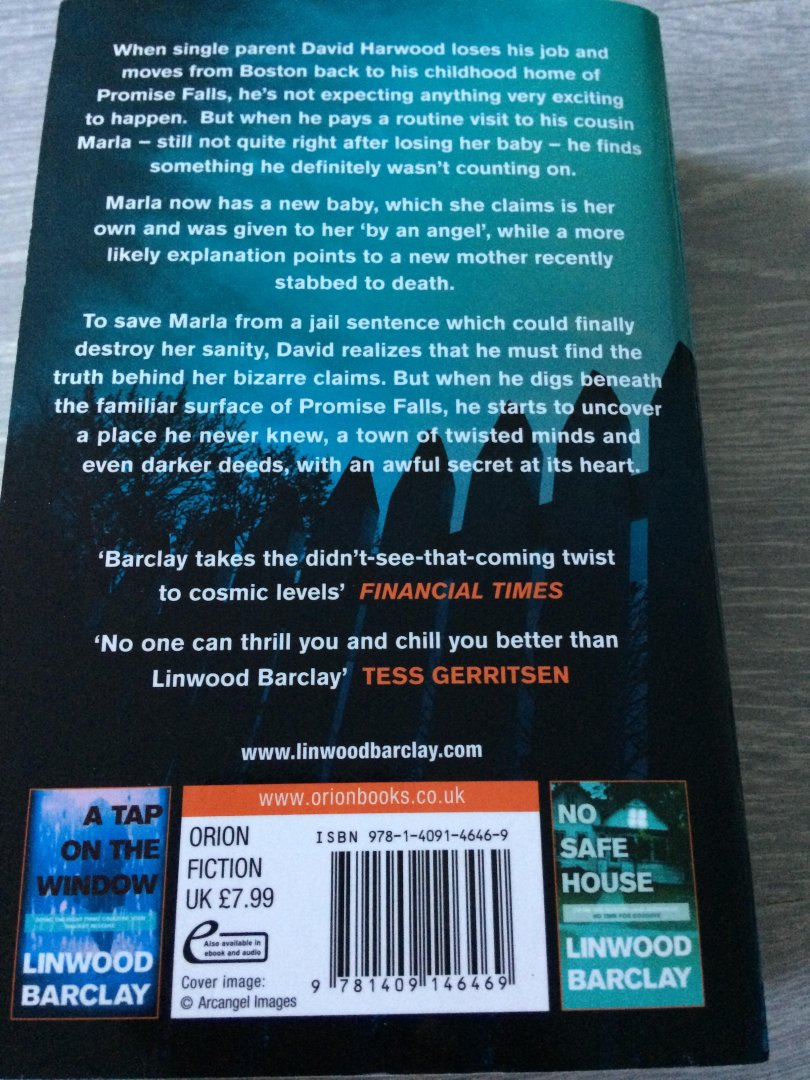 When single parent David Harwood loses his job and
moves from Boston back to his childhood home of
Promise Falls, he's not expecting anything very exciting
to happen.  But when he pays a routine visit to his cousin
Marla – still not quite right after losing her baby – he finds
something he definitely wasn't counting on.
Marla now has a new baby, which she claims is her
own and was given to her 'by an angel', while a more
likely explanation points to a new mother recently
stabbed to death.
To save Marla from a jail sentence which could finally
destroy her sanity, David realizes that he must find the
truth behind her bizarre claims. But when he digs beneath
the familiar surface of Promise Falls, he starts to uncover
a place he never knew, a town of twisted minds and
even darker deeds, with an awful secret at its heart.
'Barclay takes the didn't-see-that-coming twist
to cosmic levels' FINANCIAL TIMES
'No one can thrill you and chill you better than
Linwood Barclay' TESS GERRITSEN
www.linwoodbarclay.com
A TAP
ON THE
WINDOW
LINWOOD
BARCLAY
www.orionbooks.co.uk
ORION
FICTION
UK £7.99
e
Also available in
ebook and audio
Cover image:
© Arcangel Images
ISBN 978-1-4091-4646-9
9 781409 146469
NO
SAFE
HOUSE
NO TIME FOR GOODBYE
LINWOOD
BARCLAY